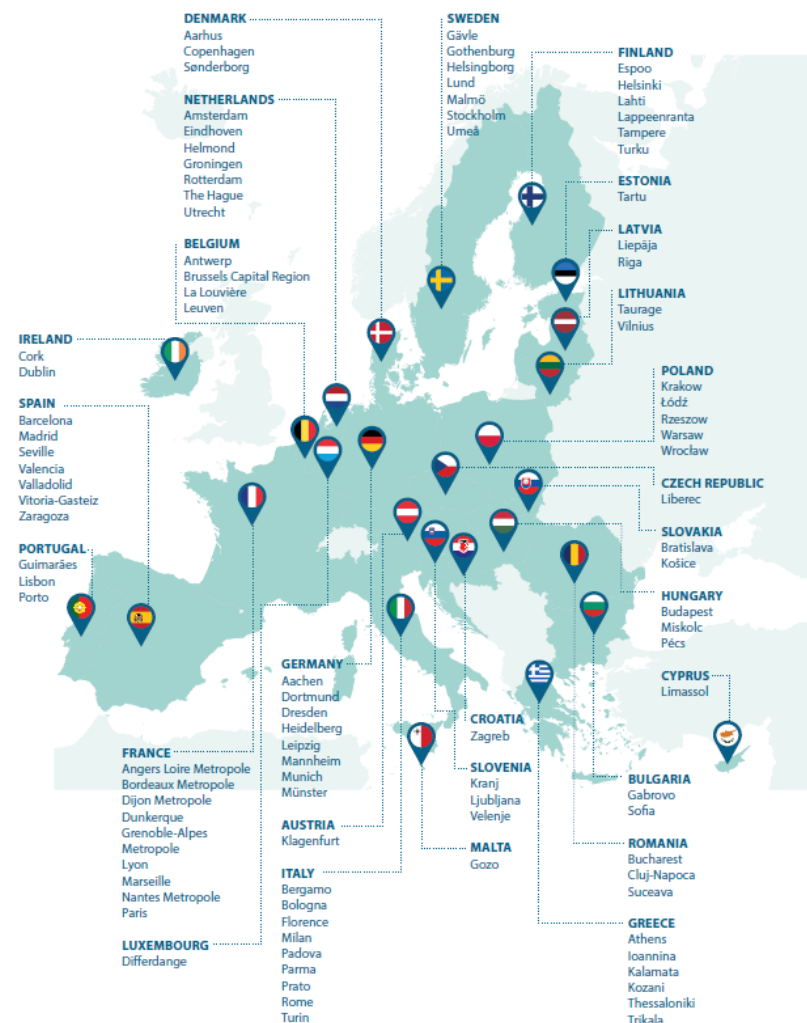 DENMARK
Aarhus
Copenhagen
Sønderborg
NETHERLANDS
Amsterdam
Eindhoven
Helmond
Groningen
Rotterdam
The Hague
Utrecht
BELGIUM
Antwerp
Brussels Capital Region
La Louvière
Leuven
IRELAND
Cork
Dublin
SPAIN
Barcelona
Madrid
Seville
Valencia
Valladolid
Vitoria-Gasteiz
Zaragoza
PORTUGAL
Guimarães
Lisbon
Porto
SWEDEN
Gävle
Gothenburg
Helsingborg
Lund
Malmö
Stockholm
Umeå
FINLAND
Espoo
Helsinki
Lahti
Lappeenranta
Tampere
Turku
ESTONIA
Tartu
LATVIA
Liepāja
Riga
LITHUANIA
Taurage
Vilnius
POLAND
Krakow
Łódź
Rzeszow
Warsaw
Wrocław
CZECH REPUBLIC
Liberec
SLOVAKIA
Bratislava
Košice
HUNGARY
Budapest
Miskolc
Pécs
CYPRUS
Limassol
FRANCE
Angers Loire Metropole
Bordeaux Metropole
Dijon Metropole
Dunkerque
Grenoble-Alpes
Metropole
Lyon
Marseille
Nantes Metropole
Paris
LUXEMBOURG
Differdange
GERMANY
Aachen
Dortmund
Dresden
Heidelberg
Leipzig
Mannheim
Munich
Münster
AUSTRIA
Klagenfurt
ITALY
Bergamo
Bologna
Florence
Milan
Padova
Parma
Prato
Rome
Turin
CROATIA
Zagreb
SLOVENIA
Kranj
Ljubljana
Velenje
MALTA
Gozo
BULGARIA
Gabrovo
Sofia
ROMANIA
Bucharest
Cluj-Napoca
Suceava
GREECE
Athens
Ioannina
Kalamata
Kozani
Thessaloniki
Trikala